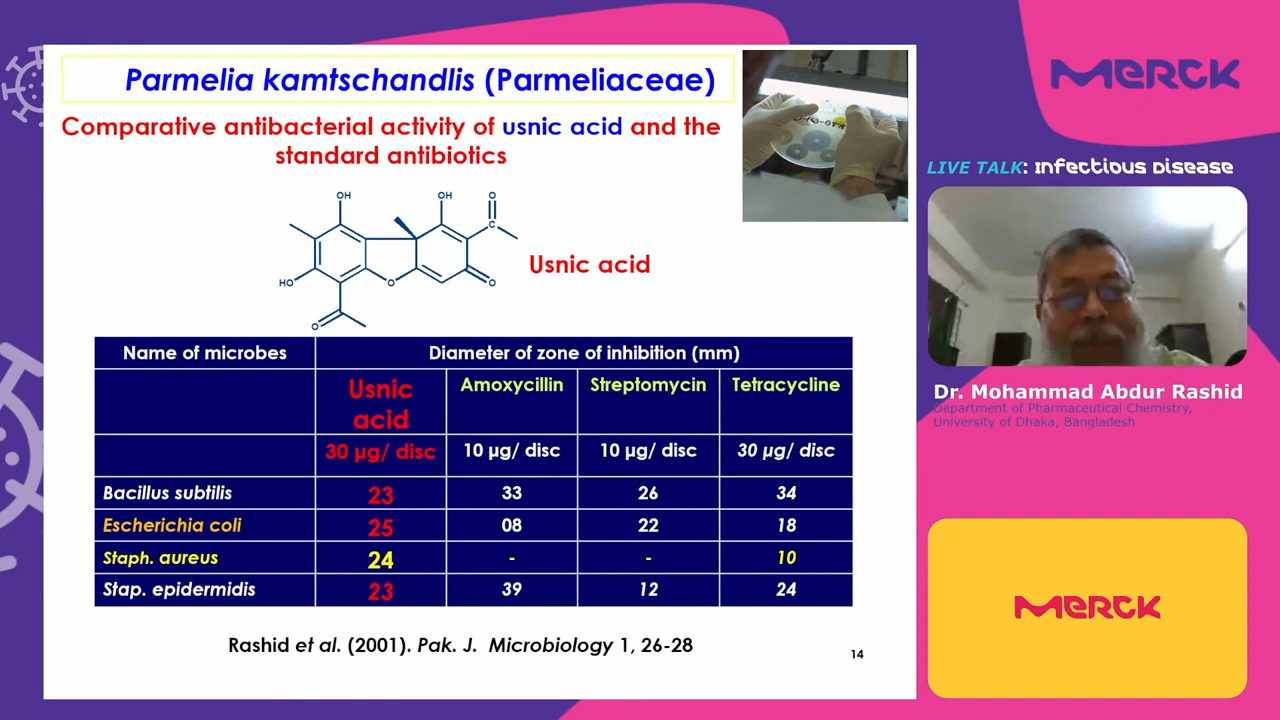 Parmelia kamtschandlis (Parmeliaceae)
Comparative antibacterial activity of usnic acid and the
standard antibiotics
OH
OH
O
C
HO
O
O
O
Usnic acid
Name of microbes
Diameter of zone of inhibition (mm)
Usnic
acid
Amoxycillin
Streptomycin
Tetracycline
30 µg/ disc
10 µg/ disc
10 µg/ disc
30 µg/ disc
Bacillus subtilis 23 33 26 34
Escherichia coli 25 08 22 18
Staph. aureus 24 - - 10
Stap. epidermidis 23 39 12 24
Rashid et al. (2001). Pak. J. Microbiology 1, 26-28
14
MERCK
LIVE TALK: Infectious Disease
Dr. Mohammad Abdur Rashid
Department of Pharmaceutical Chemistry,
University of Dhaka, Bangladesh
MERCK